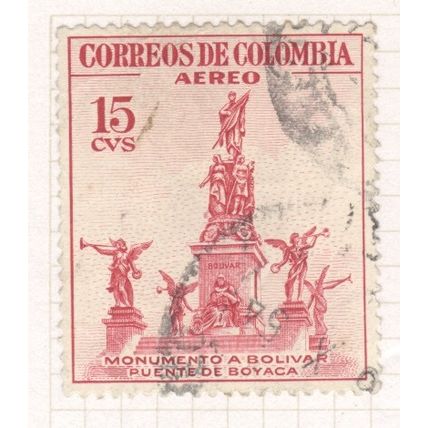 CORREOS DE COLOMBIA
AEREO
15
CVS
BOLIVAR
MONUMENTO A BOLIVAR
PUENTE DE BOYACA